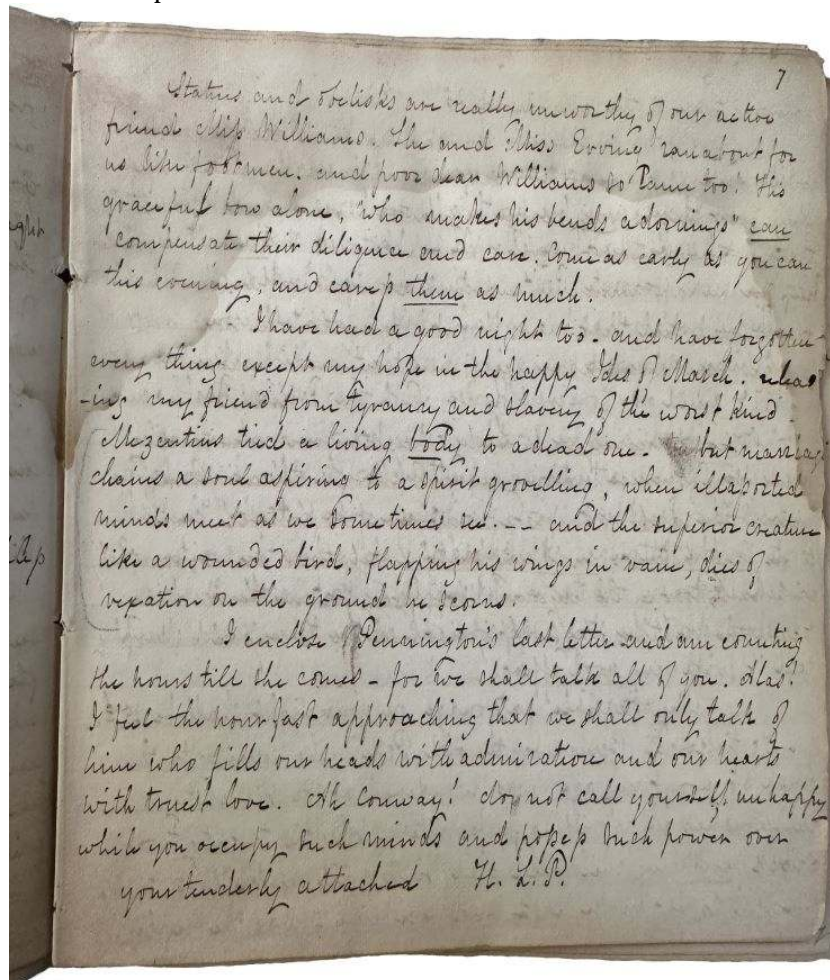 7
Statues and Obelisks are really unworthy of our active
friend Miss Williams. She and Miss Erving ran about for
us like footmen. and poor dear Williams so lame too! His
graceful bow alone, "who makes his bends adornings" can
compensate their diligence and care. Come as early as you can
this evening, and caress them as much.
I have had a good night too - and have forgotten
every thing except my hope in the happy Ides of March. releas
-ing my friend from tyranny and slavery of the worst kind -
Mezentius tied a living body to a dead one. - but marriage
chains a soul aspiring to a spirit grovelling, when illassorted
minds meet as we sometimes see. -- and the superior creature
like a wounded bird, flapping his wings in vain, dies of
vexation on the ground he scorns.
I enclose Pennington's last letter and am counting
the hours till she comes - for we shall talk all of you. Alas!
I feel the hour fast approaching that we shall only talk of
him who fills our heads with admiration and our hearts
with truest love. Ah Conway! do not call yourself unhappy
while you occupy such minds and possess such power over
your tenderly attached H. L. P.